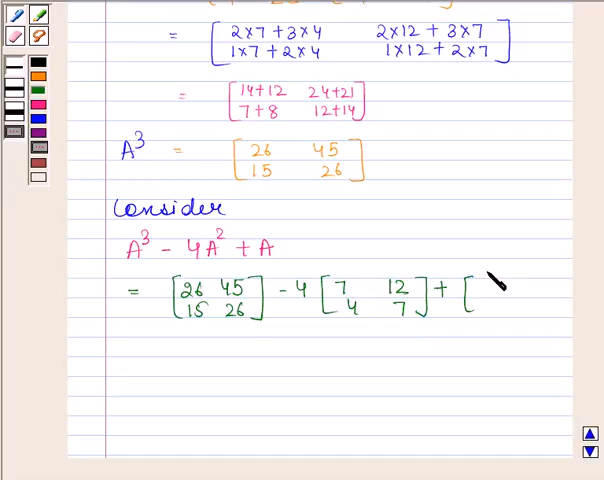 = [ 2×7+3×4 2×12+3×7
1×7+2×4 1×12+2×7 ]
= [ 14+12 24+21
7+8 12+14 ]
A³ = [ 26 45
15 26 ]
Consider
A³ - 4A² + A
= [ 26 45 ] - 4 [ 7 12 ] + [
15 26 4 7